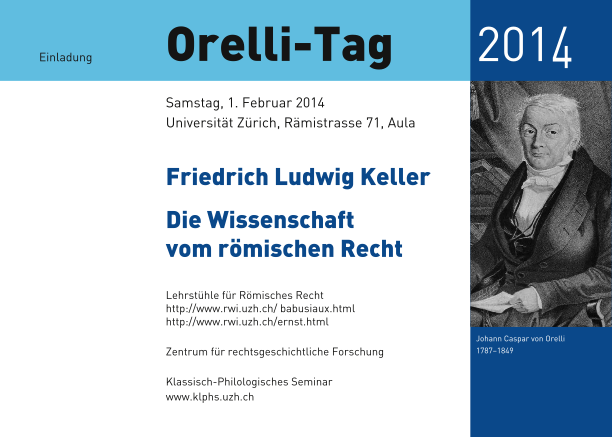 Einladung
Orelli-Tag
2014
Samstag, 1. Februar 2014
Universität Zürich, Rämistrasse 71, Aula
Friedrich Ludwig Keller
Die Wissenschaft
vom römischen Recht
Lehrstühle für Römisches Recht
http://www.rwi.uzh.ch/ babusiaux.html
http://www.rwi.uzh.ch/ernst.html
Zentrum für rechtsgeschichtliche Forschung
Klassisch-Philologisches Seminar
www.klphs.uzh.ch
Johann Caspar von Orelli
1787–1849